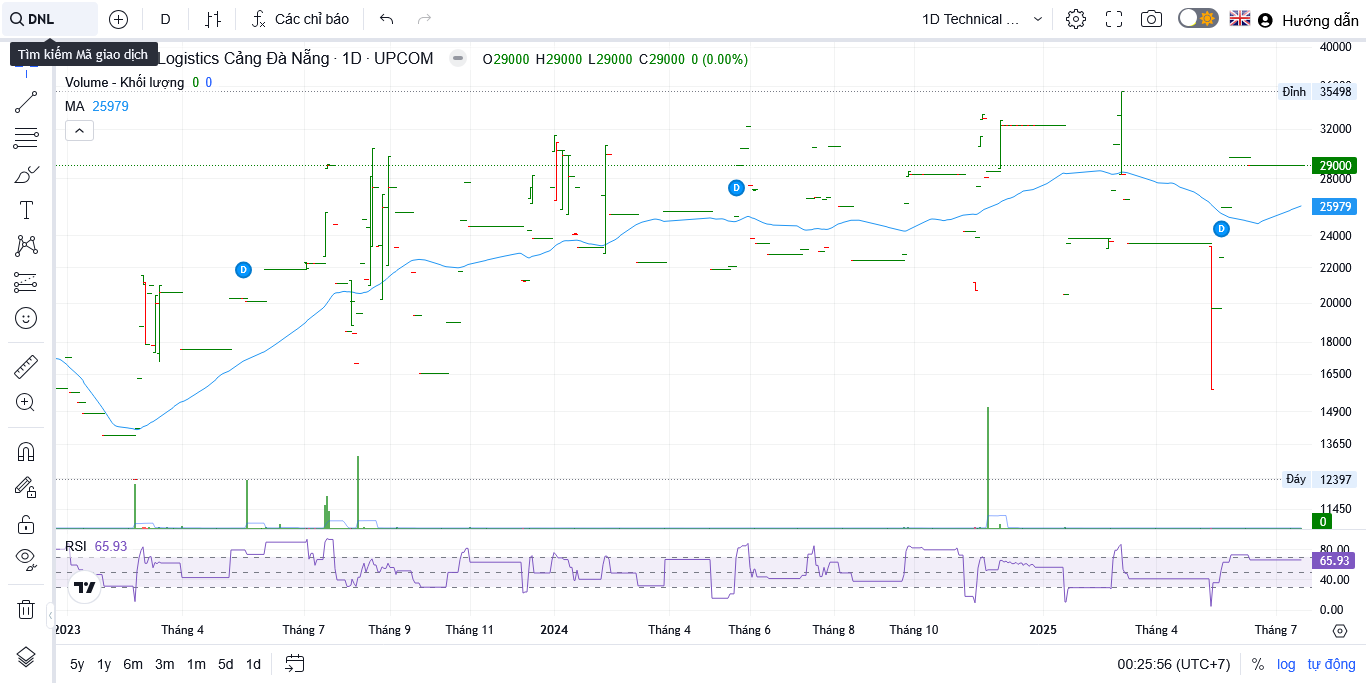 DNL
D
Các chỉ báo
1D Technical ...
Hướng dẫn
Tìm kiếm Mã giao dịch
Logistics Cảng Đà Nẵng · 1D · UPCOM
O29000 H29000 L29000 C29000 0 (0.00%)
Volume - Khối lượng 0 0
MA 25979
40000
Đỉnh 35498
32000
29000
28000
25979
24000
22000
20000
18000
16500
14900
13650
Đáy 12397
11450
0
D
D
D
RSI 65.93
80.00
65.93
40.00
0.00
2023 Tháng 4 Tháng 7 Tháng 9 Tháng 11 2024 Tháng 4 Tháng 6 Tháng 8 Tháng 10 2025 Tháng 4 Tháng 7
5y 1y 6m 3m 1m 5d 1d
00:25:56 (UTC+7) % log tự động